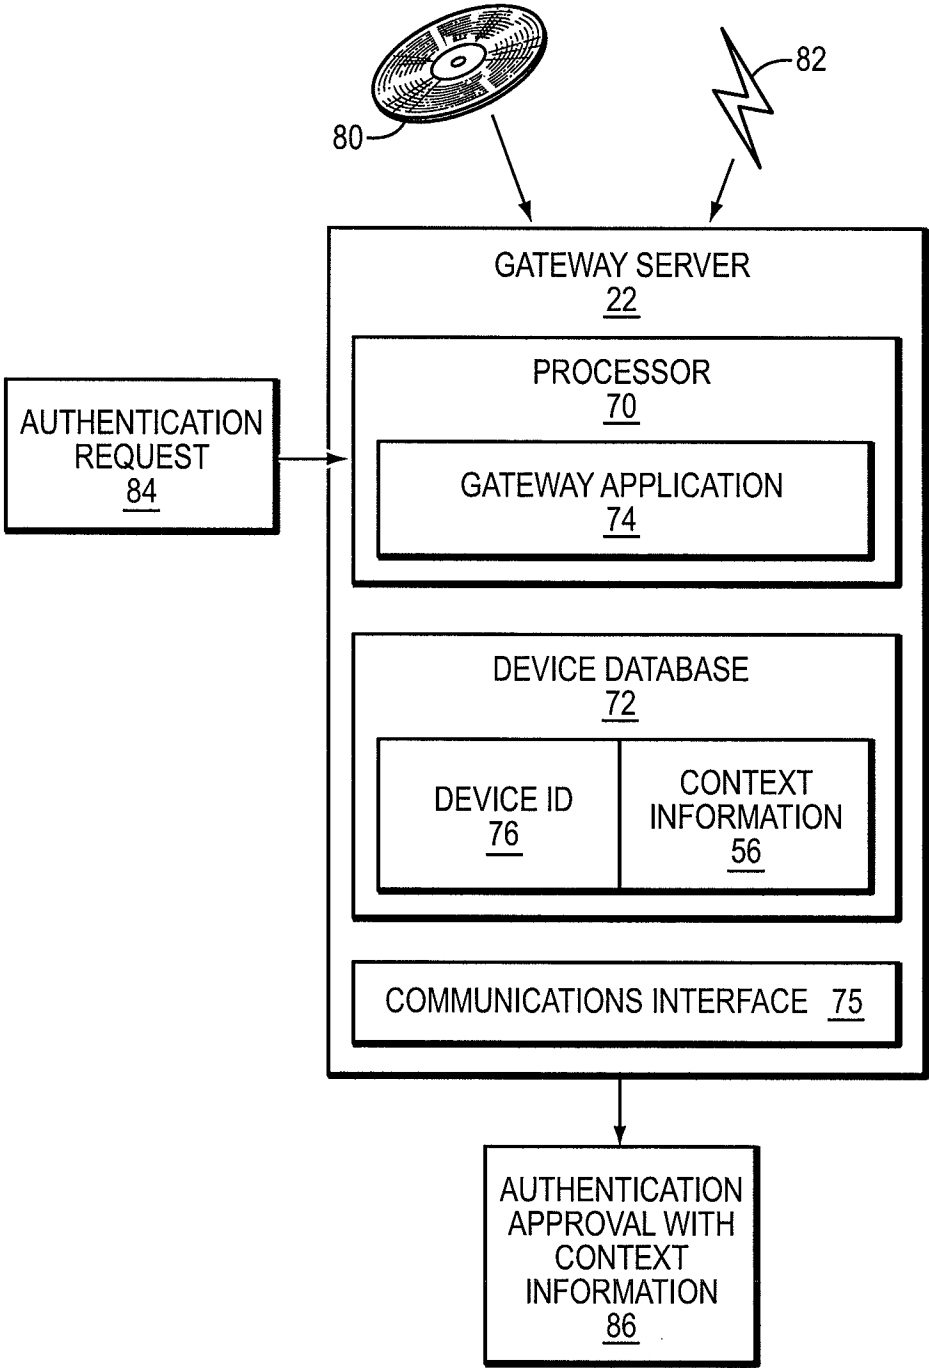 82
80
GATEWAY SERVER
22
PROCESSOR
70
GATEWAY APPLICATION
74
AUTHENTICATION
REQUEST
84
DEVICE DATABASE
72
DEVICE ID
76
CONTEXT
INFORMATION
56
COMMUNICATIONS INTERFACE 75
AUTHENTICATION
APPROVAL WITH
CONTEXT
INFORMATION
86